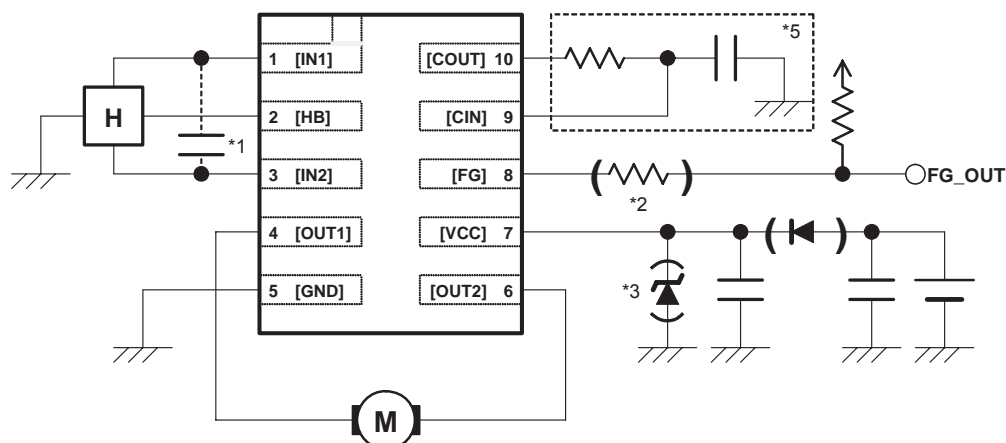 1 [IN1]
[COUT] 10
*5
H
2 [HB]
[CIN] 9
*1
3 [IN2]
[FG] 8
*2
FG_OUT
4 [OUT1]
[VCC] 7
5 [GND]
[OUT2] 6
*3
M